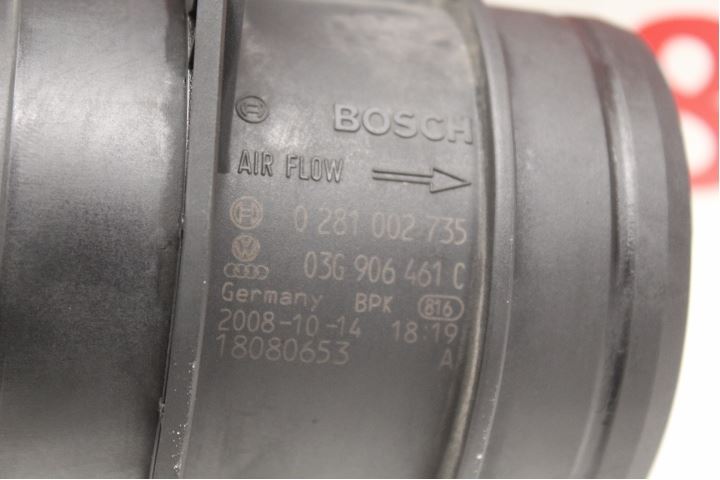 BOSCH
AIR FLOW
0 281 002 735
03G 906 461 C
Germany BPK 816
2008-10-14 18:19
18080653 A